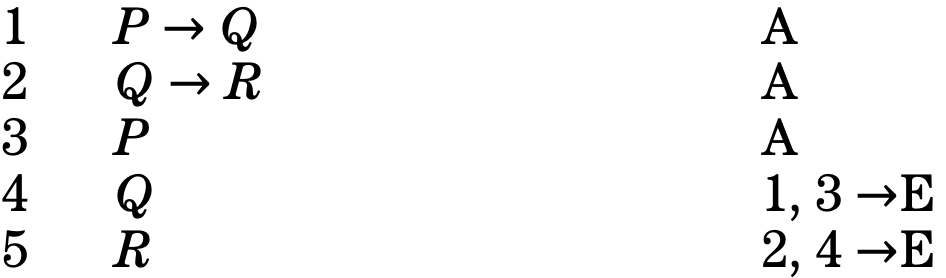 1 P → Q A
2 Q → R A
3 P A
4 Q 1, 3 →E
5 R 2, 4 →E